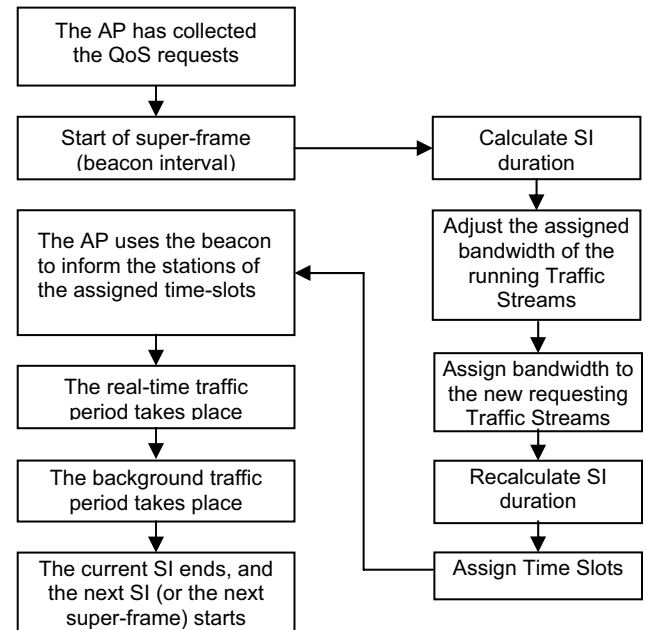 The AP has collected
the QoS requests
Start of super-frame
(beacon interval)
Calculate SI
duration
Adjust the assigned
bandwidth of the
running Traffic
Streams
Assign bandwidth to
the new requesting
Traffic Streams
Recalculate SI
duration
Assign Time Slots
The AP uses the beacon
to inform the stations of
the assigned time-slots
The real-time traffic
period takes place
The background traffic
period takes place
The current SI ends, and
the next SI (or the next
super-frame) starts